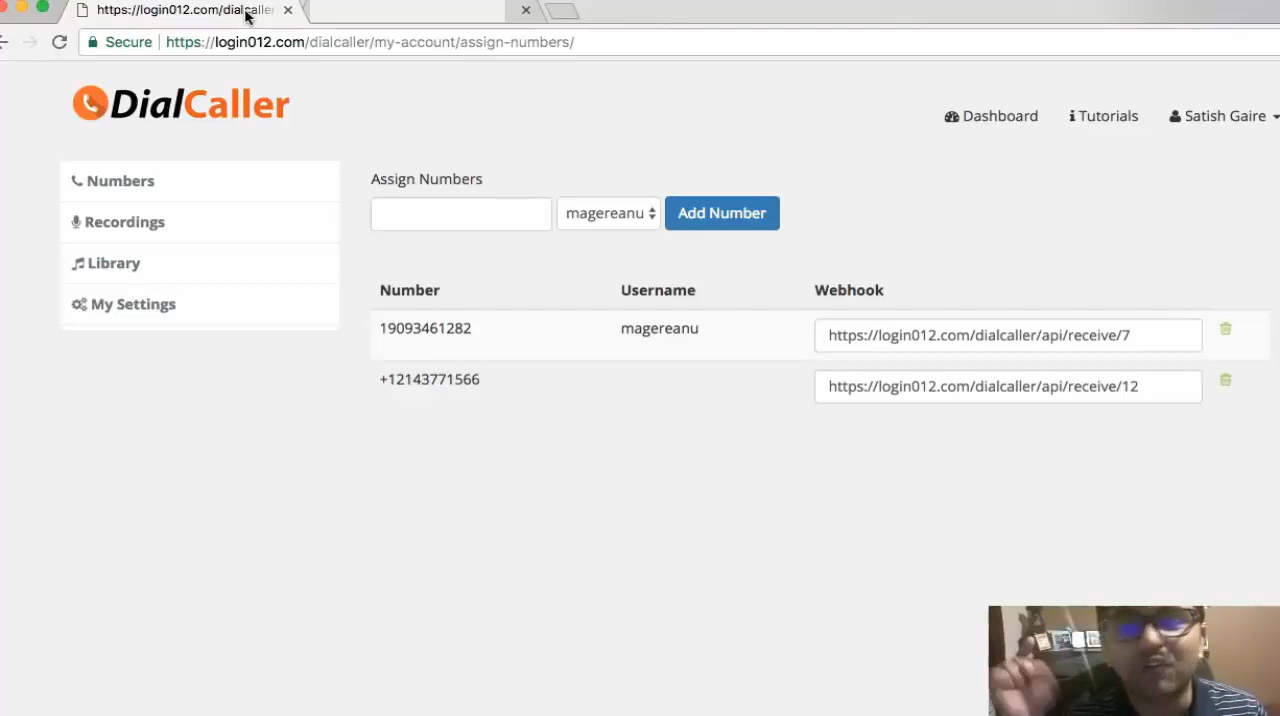 https://login012.com/dialcaller
Secure
https://login012.com/dialcaller/my-account/assign-numbers/
DialCaller
Dashboard
Tutorials
Satish Gaire
Numbers
Recordings
Library
My Settings
Assign Numbers
magereanu
Add Number
Number Username Webhook
19093461282 magereanu https://login012.com/dialcaller/api/receive/7
+12143771566 https://login012.com/dialcaller/api/receive/12